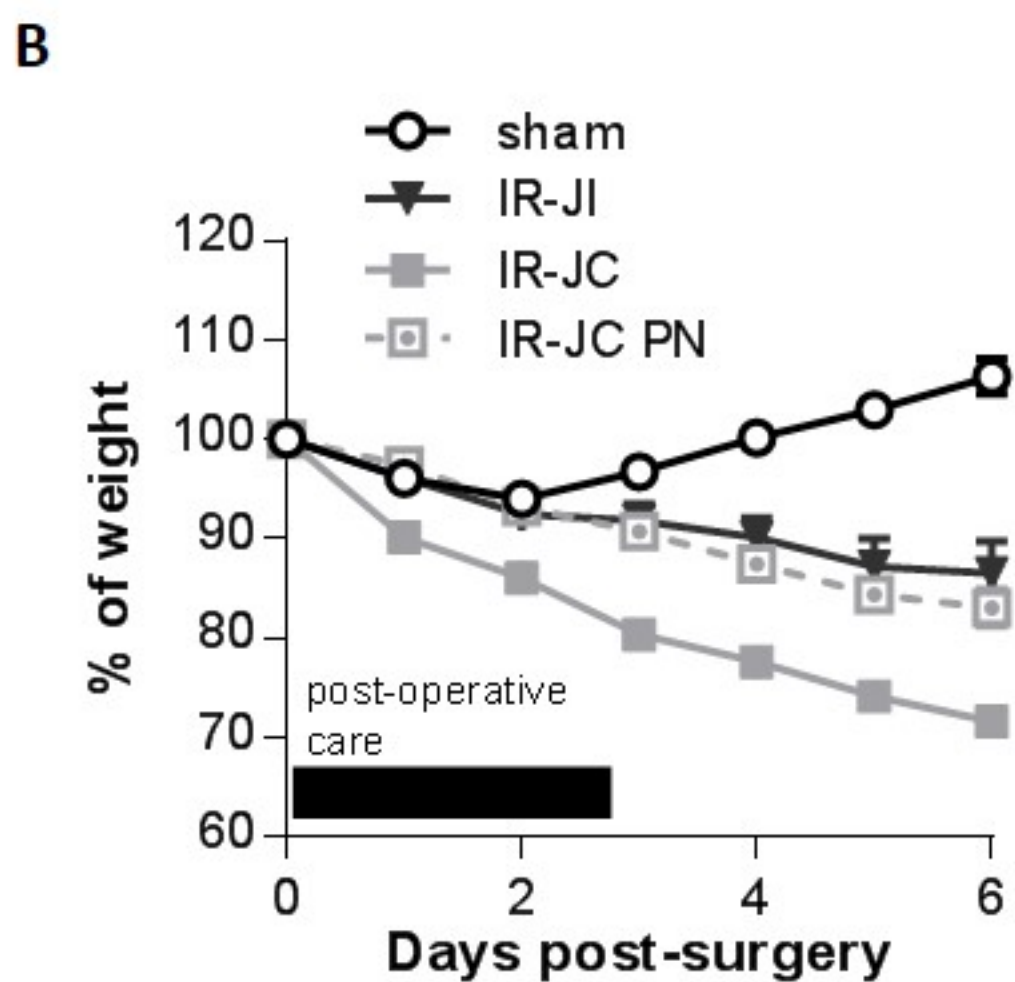 B
sham
IR-JI
IR-JC
IR-JC PN
120
110
100
90
80
70
60
% of weight
post-operative
care
0 2 4 6
Days post-surgery